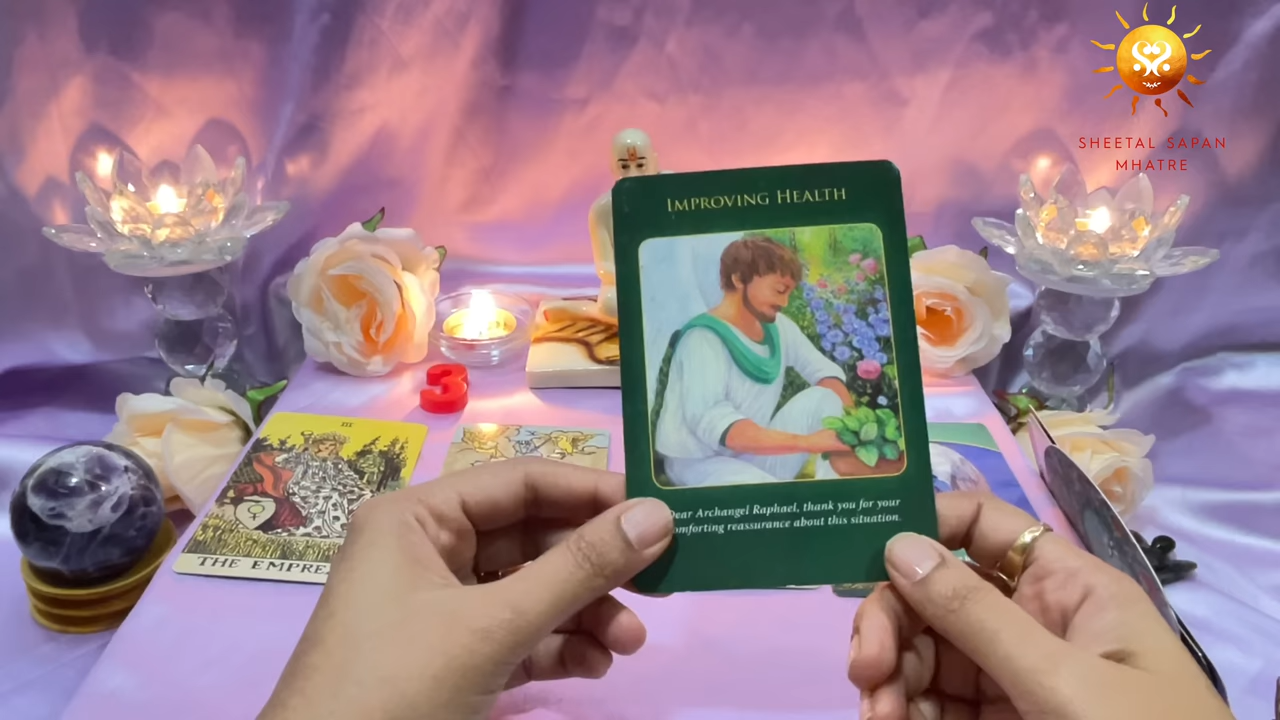 SHEETAL SAPAN
MHATRE
IMPROVING HEALTH
Dear Archangel Raphael, thank you for your
comforting reassurance about this situation.
3
III
THE EMPRE